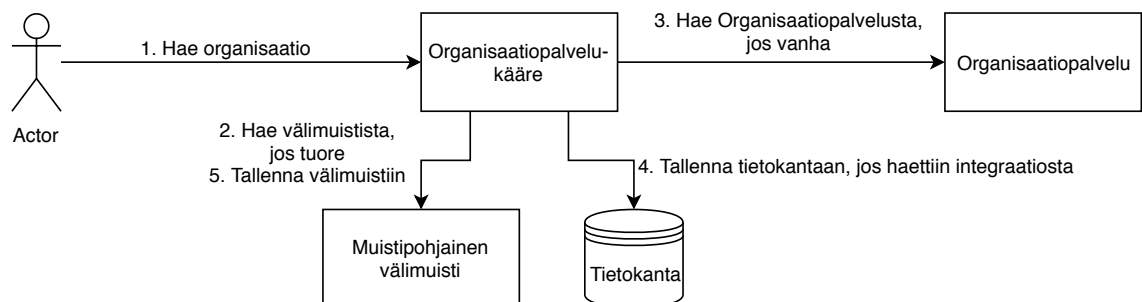 1. Hae organisaatio
Actor
Organisaatiopalvelu-
kääre
3. Hae Organisaatiopalvelusta,
jos vanha
Organisaatiopalvelu
2. Hae välimuistista,
jos tuore
5. Tallenna välimuistiin
4. Tallenna tietokantaan, jos haettiin integraatiosta
Muistipohjainen
välimuisti
Tietokanta